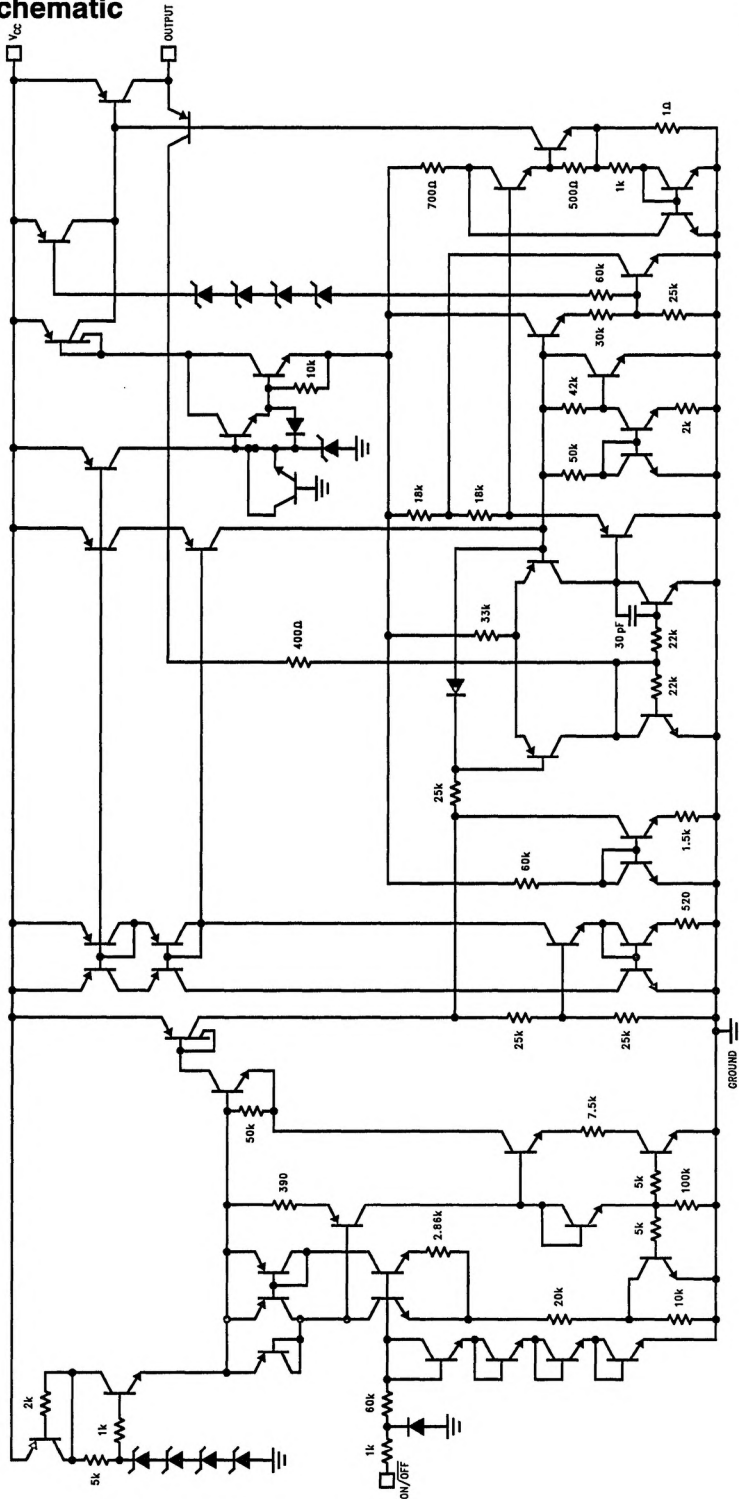 chematic
VCC
OUTPUT
1Ω
700Ω
500Ω
1k
60k
30k
25k
10k
42k
2k
50k
18k
18k
33k
30 pF
22k
22k
400Ω
25k
60k
1.5k
520
25k
25k
GROUND
50k
7.5k
390
5k
100k
2.86k
5k
20k
10k
2k
1k
5k
60k
1k
ON/OFF